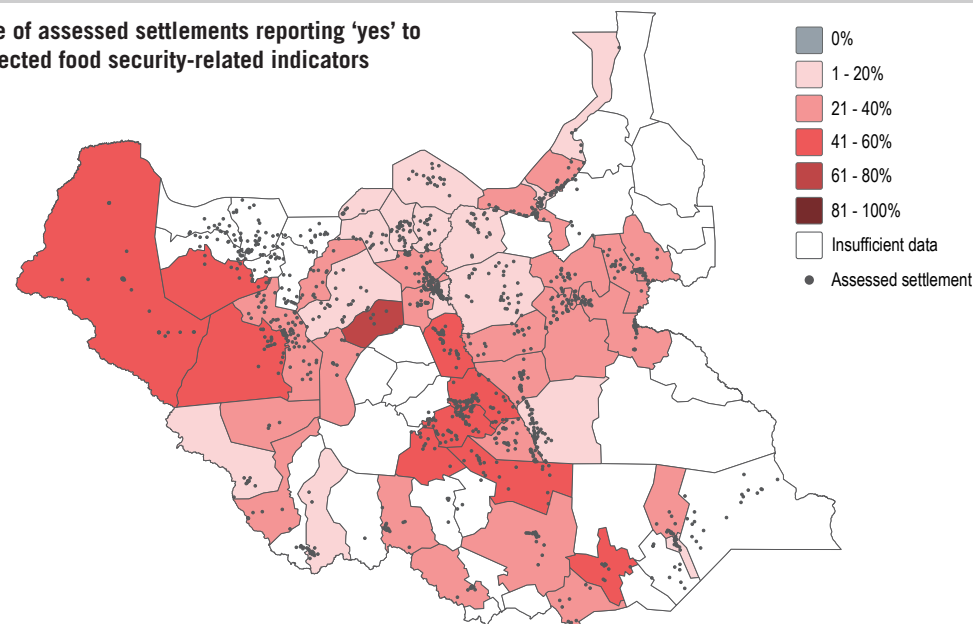 of assessed settlements reporting ‘yes’ to
food security-related indicators
0%
1 - 20%
21 - 40%
41 - 60%
61 - 80%
81 - 100%
Insufficient data
Assessed settlement